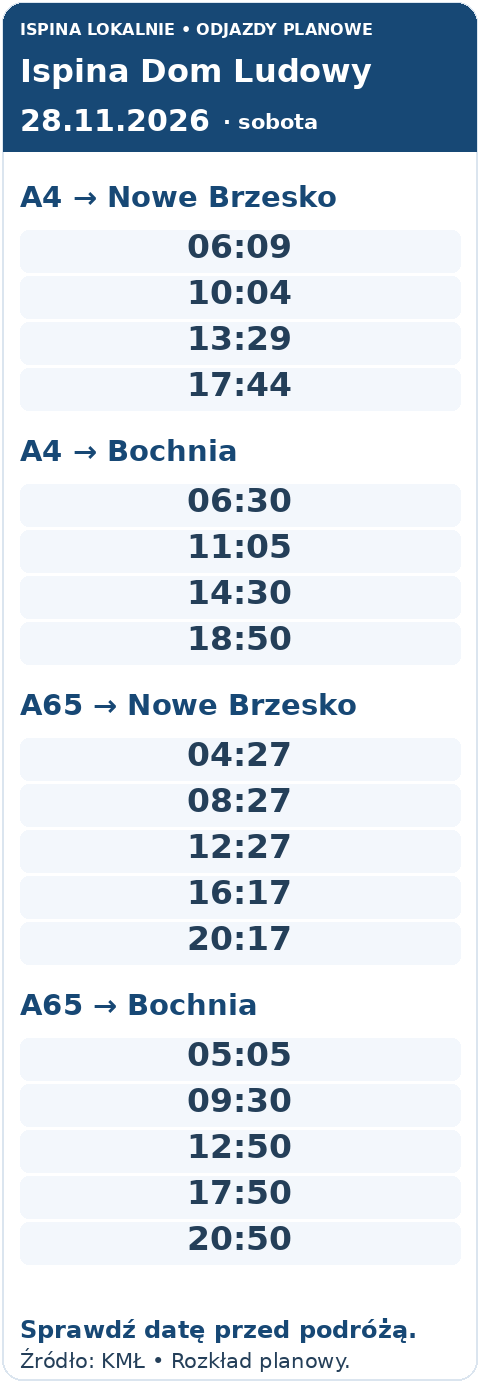 ISPINA LOKALNIE • ODJAZDY PLANOWE
Ispina Dom Ludowy
28.11.2026 · sobota
A4 → Nowe Brzesko
06:09
10:04
13:29
17:44
A4 → Bochnia
06:30
11:05
14:30
18:50
A65 → Nowe Brzesko
04:27
08:27
12:27
16:17
20:17
A65 → Bochnia
05:05
09:30
12:50
17:50
20:50
Sprawdź datę przed podróżą.
Źródło: KMŁ • Rozkład planowy.